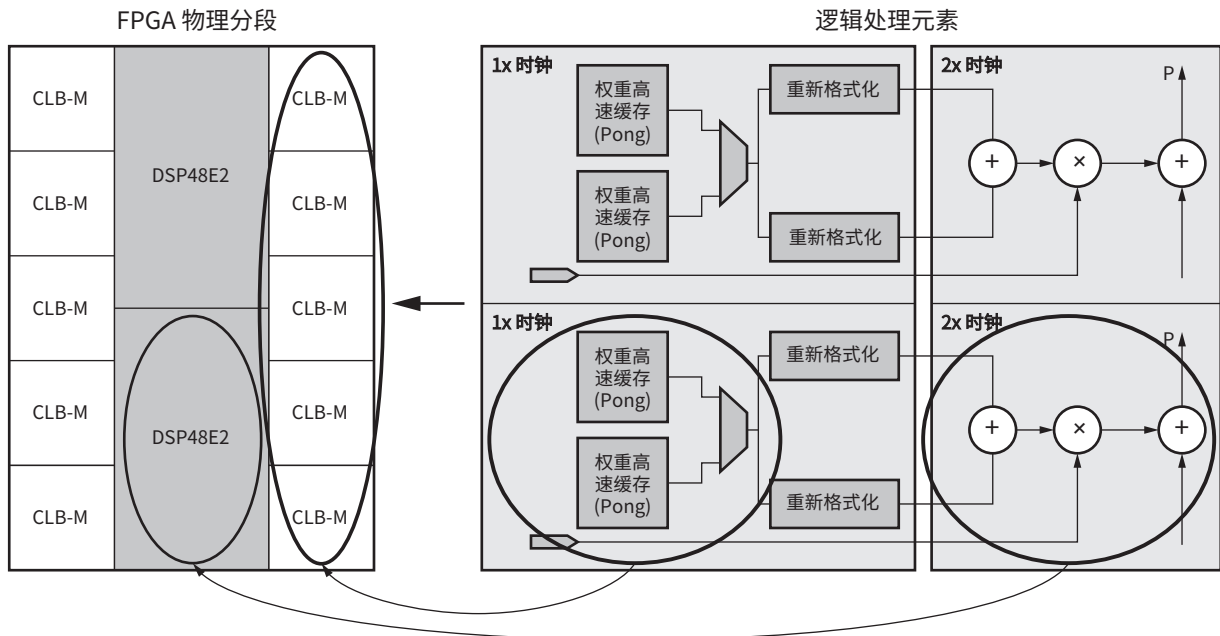 FPGA 物理分段
逻辑处理元素
CLB-M
CLB-M
CLB-M
CLB-M
CLB-M
DSP48E2
DSP48E2
CLB-M
CLB-M
CLB-M
CLB-M
CLB-M
1x 时钟
权重高
速缓存
(Pong)
权重高
速缓存
(Pong)
重新格式化
重新格式化
2x 时钟
P
+
×
+
1x 时钟
权重高
速缓存
(Pong)
权重高
速缓存
(Pong)
重新格式化
重新格式化
2x 时钟
P
+
×
+